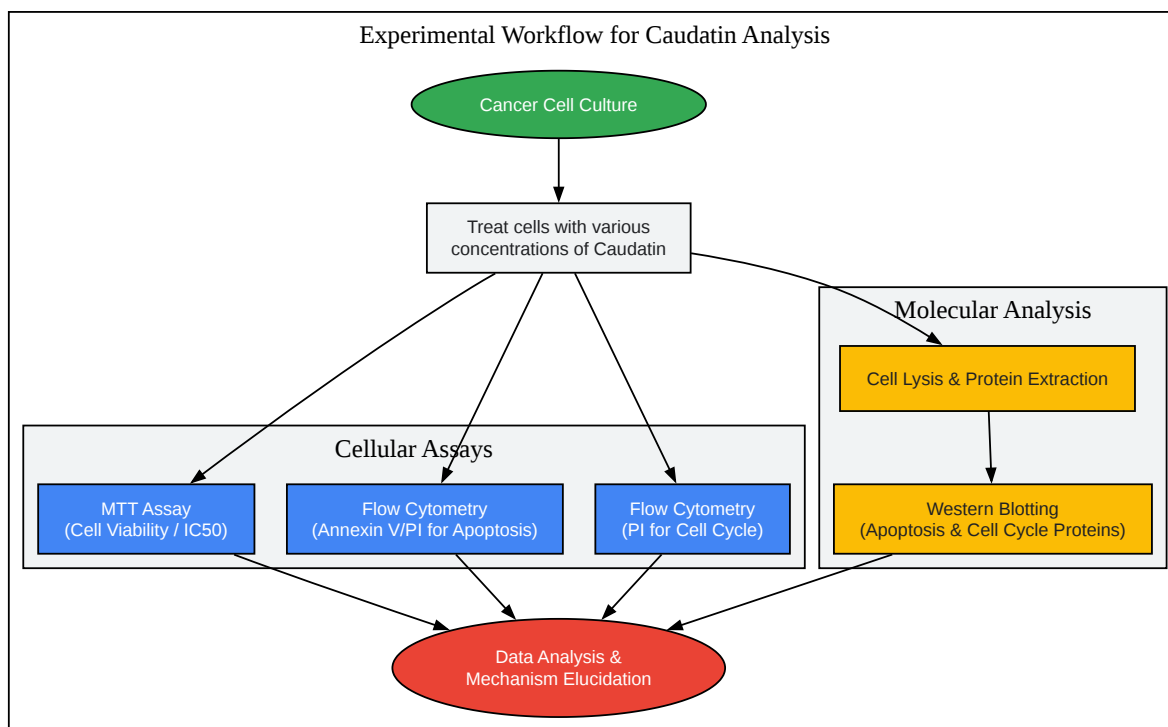 Experimental Workflow for Caudatin Analysis
Cancer Cell Culture
Treat cells with various
concentrations of Caudatin
Molecular Analysis
Cell Lysis & Protein Extraction
Cellular Assays
MTT Assay
(Cell Viability / IC50)
Flow Cytometry
(Annexin V/PI for Apoptosis)
Flow Cytometry
(PI for Cell Cycle)
Western Blotting
(Apoptosis & Cell Cycle Proteins)
Data Analysis &
Mechanism Elucidation